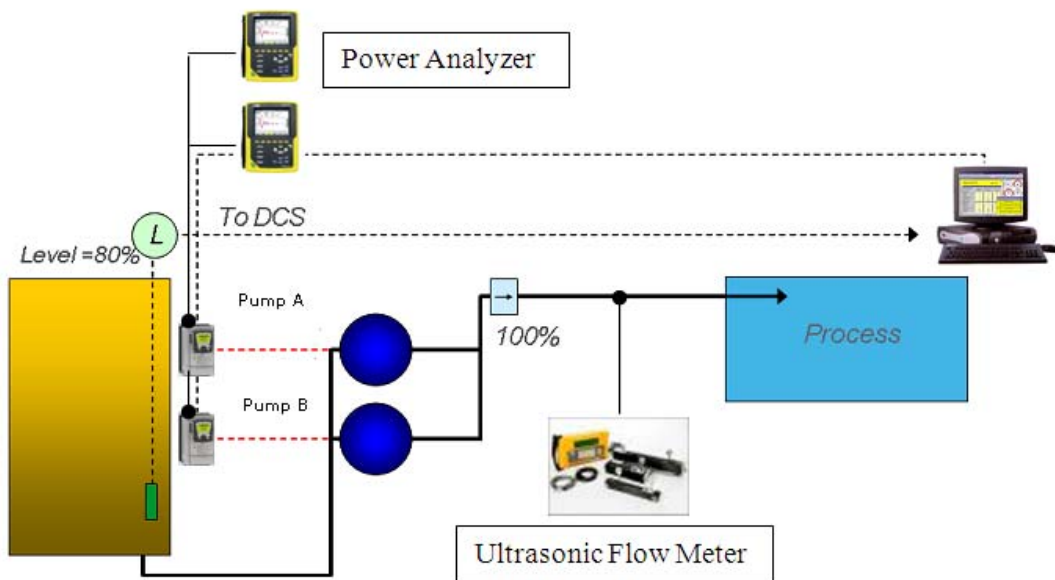 Power Analyzer
To DCS
L
Level =80%
Pump A
100%
Process
Pump B
Ultrasonic Flow Meter